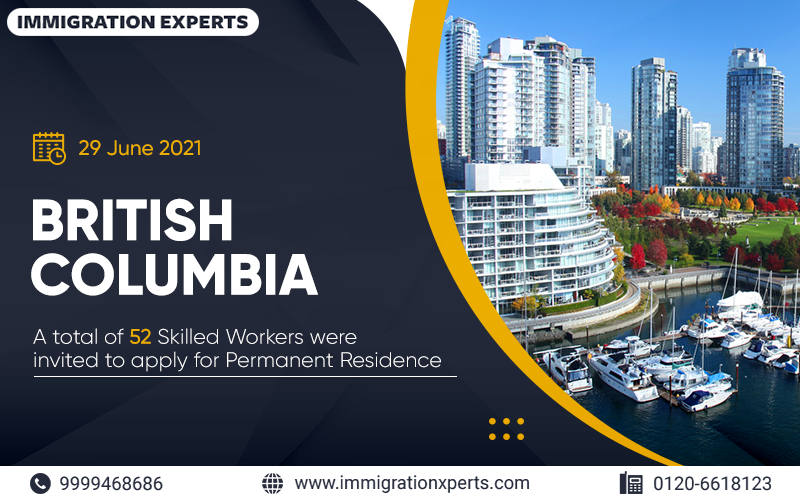 IMMIGRATION EXPERTS
29 June 2021
BRITISH
COLUMBIA
A total of 52 Skilled Workers were
invited to apply for Permanent Residence
9999468686
www.immigrationxperts.com
0120-6618123